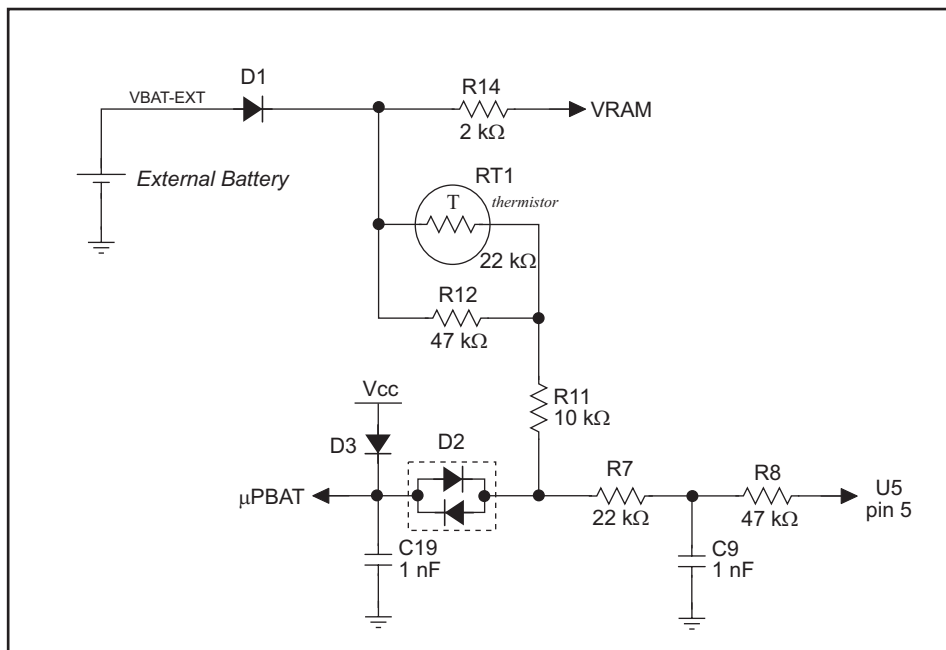 D1
VBAT-EXT
R14
2 kΩ
VRAM
External Battery
RT1
T
thermistor
22 kΩ
R12
47 kΩ
R11
10 kΩ
Vcc
D3
D2
μPBAT
R7
22 kΩ
R8
47 kΩ
U5
pin 5
C19
1 nF
C9
1 nF